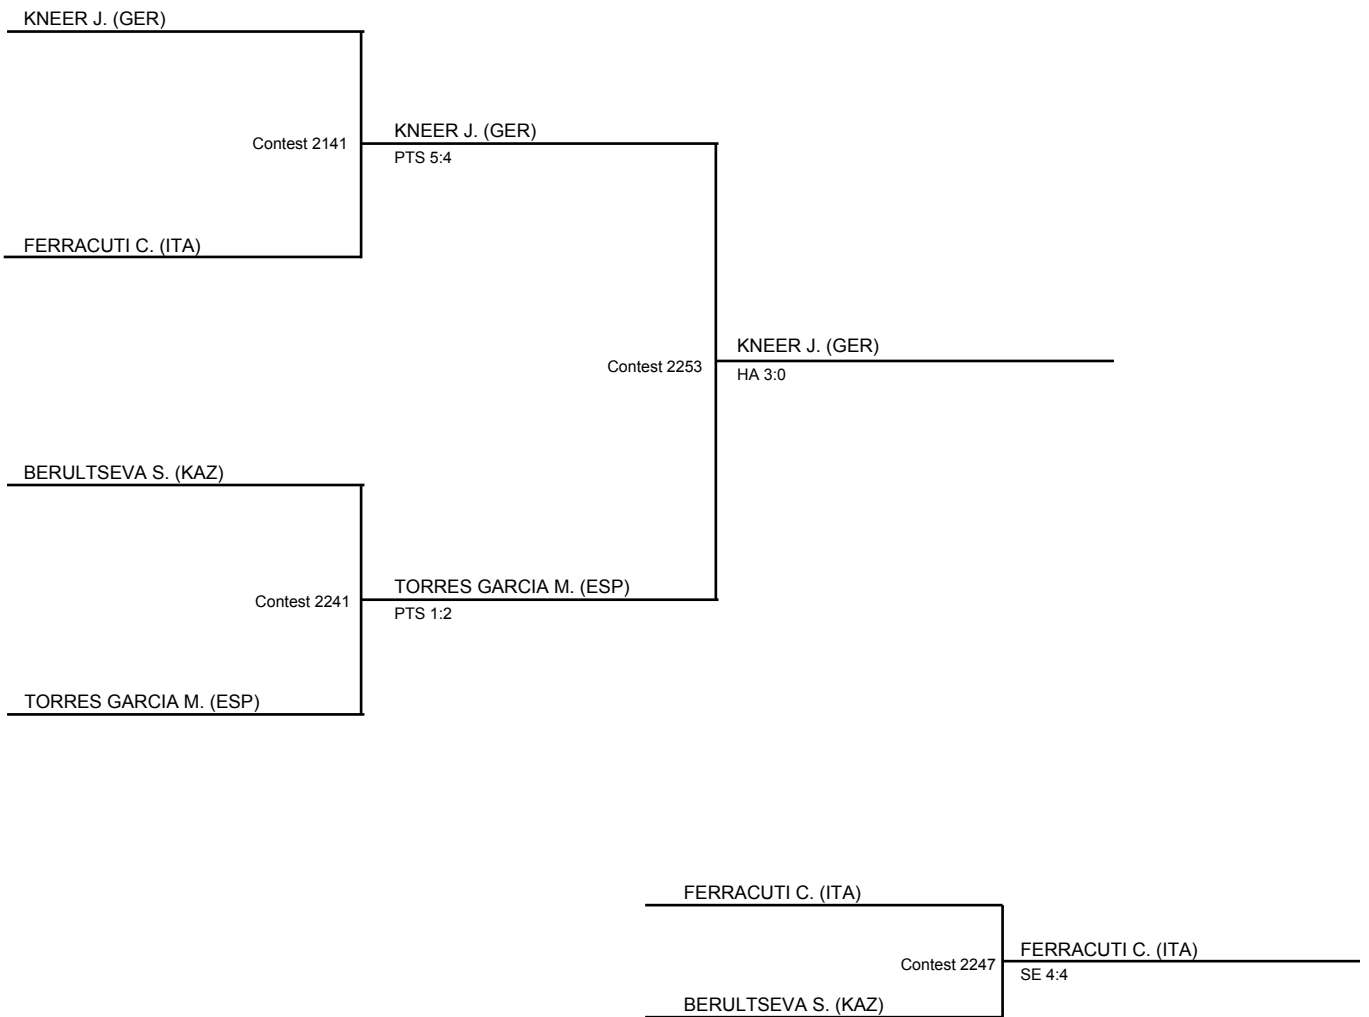 KNEER J. (GER)
Contest 2141
KNEER J. (GER)
PTS 5:4
FERRACUTI C. (ITA)
Contest 2253
KNEER J. (GER)
HA 3:0
BERULTSEVA S. (KAZ)
Contest 2241
TORRES GARCIA M. (ESP)
PTS 1:2
TORRES GARCIA M. (ESP)
FERRACUTI C. (ITA)
Contest 2247
FERRACUTI C. (ITA)
SE 4:4
BERULTSEVA S. (KAZ)